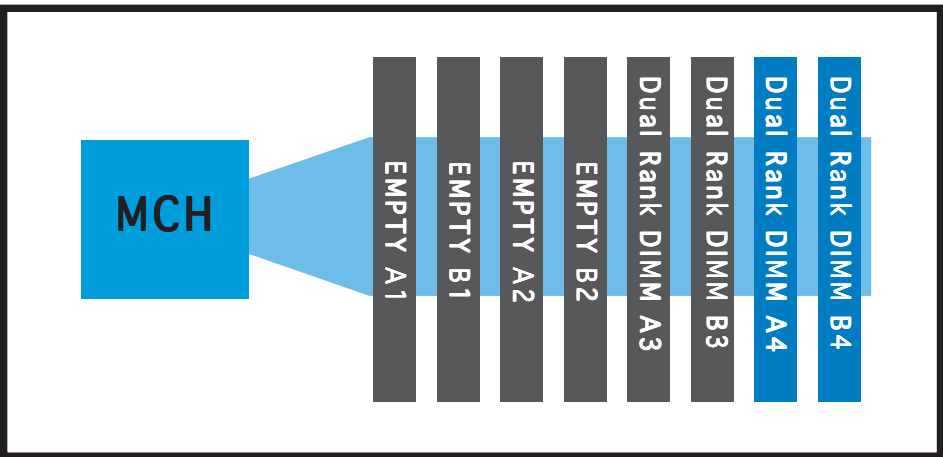 MCH
EMPTY A1
EMPTY B1
EMPTY A2
EMPTY B2
Dual Rank DIMM A3
Dual Rank DIMM B3
Dual Rank DIMM A4
Dual Rank DIMM B4